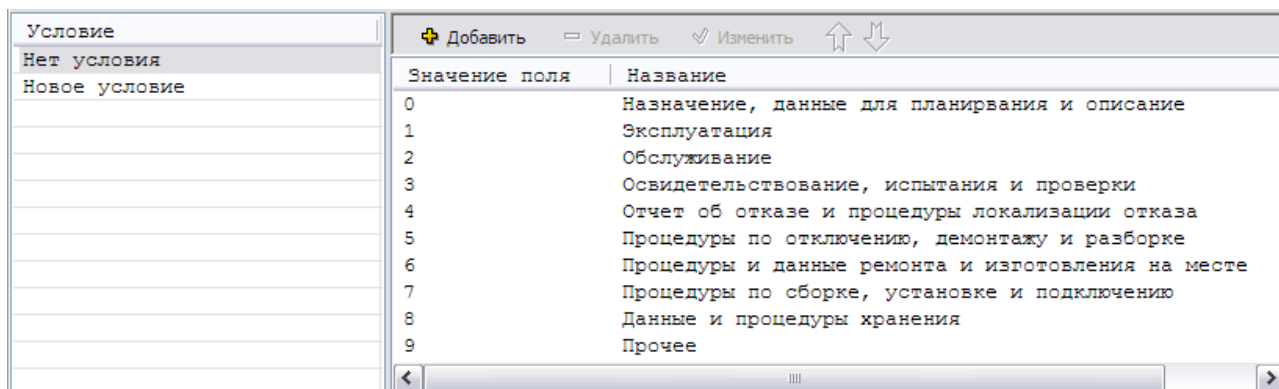 Условие
Нет условия
Новое условие
Добавить Удалить Изменить
Значение поля Название
0 Назначение, данные для планирвания и описание
1 Эксплуатация
2 Обслуживание
3 Освидетельствование, испытания и проверки
4 Отчет об отказе и процедуры локализации отказа
5 Процедуры по отключению, демонтажу и разборке
6 Процедуры и данные ремонта и изготовления на месте
7 Процедуры по сборке, установке и подключению
8 Данные и процедуры хранения
9 Прочее